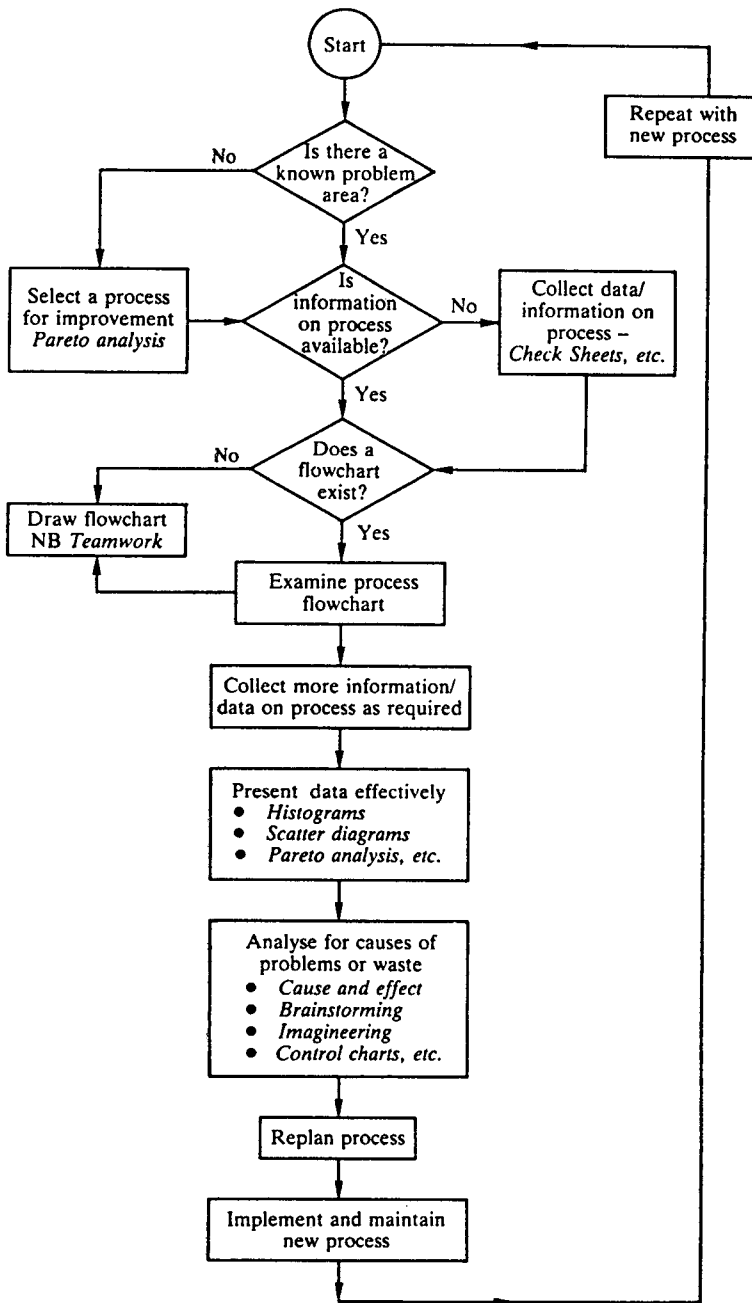 Start
Repeat with
new process
No
Is there a
known problem
area?
Yes
Select a process
for improvement
Pareto analysis
Is
information
on process
available?
No
Collect data/
information on
process –
Check Sheets, etc.
Yes
No
Does a
flowchart
exist?
Draw flowchart
NB Teamwork
Yes
Examine process
flowchart
Collect more information/
data on process as required
Present data effectively
● Histograms
● Scatter diagrams
● Pareto analysis, etc.
Analyse for causes of
problems or waste
● Cause and effect
● Brainstorming
● Imagineering
● Control charts, etc.
Replan process
Implement and maintain
new process